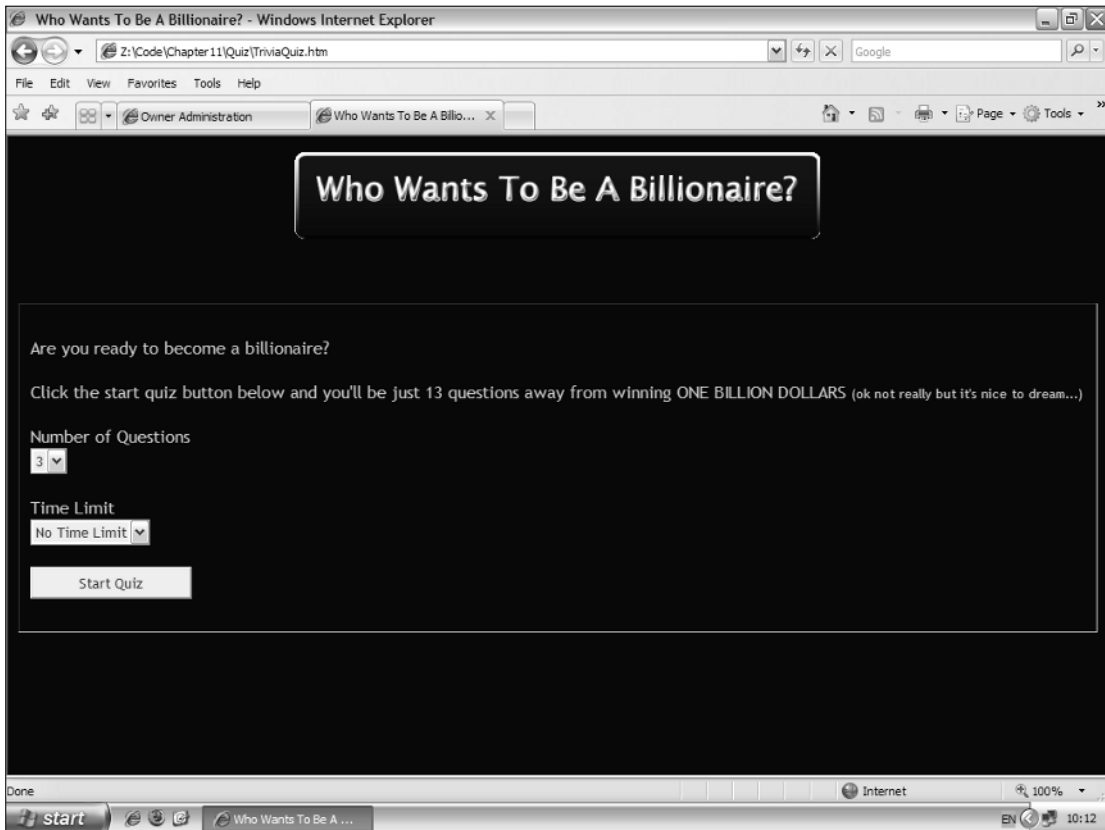 Who Wants To Be A Billionaire? - Windows Internet Explorer
Z:\Code\Chapter11\Quiz\TriviaQuiz.htm
Google
File Edit View Favorites Tools Help
Owner Administration
Who Wants To Be A Billio...
Page
Tools
Who Wants To Be A Billionaire?
Are you ready to become a billionaire?
Click the start quiz button below and you'll be just 13 questions away from winning ONE BILLION DOLLARS (ok not really but it's nice to dream...)
Number of Questions
3
Time Limit
No Time Limit
Start Quiz
Done
Internet
100%
start
Who Wants To Be A ...
EN
10:12